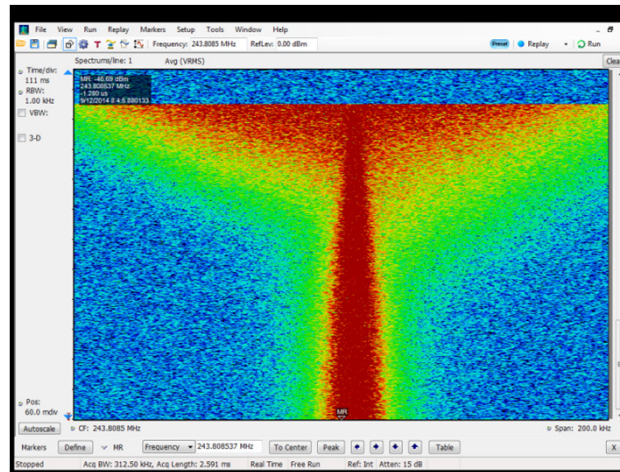 File View Run Replay Markers Setup Tools Window Help
Frequency: 243.8085 MHz RefLev: 0.00 dBm Preset Replay Run
Spectrums/line: 1 Avg (VRMS) Clea
Time/div:
111 ms
RBW:
1.00 kHz
VBW:
3-D
MR: -46.69 dBm
243.808537 MHz
-1.280 us
Pos:
60.0 mdiv
MR
Autoscale CF: 243.8085 MHz Span: 200.0 kHz
Markers Define MR Frequency 243.808537 MHz To Center Peak Table X
Stopped Acq BW: 312.50 kHz, Acq Length: 2.591 ms Real Time Free Run Ref: Int Atten: 15 dB